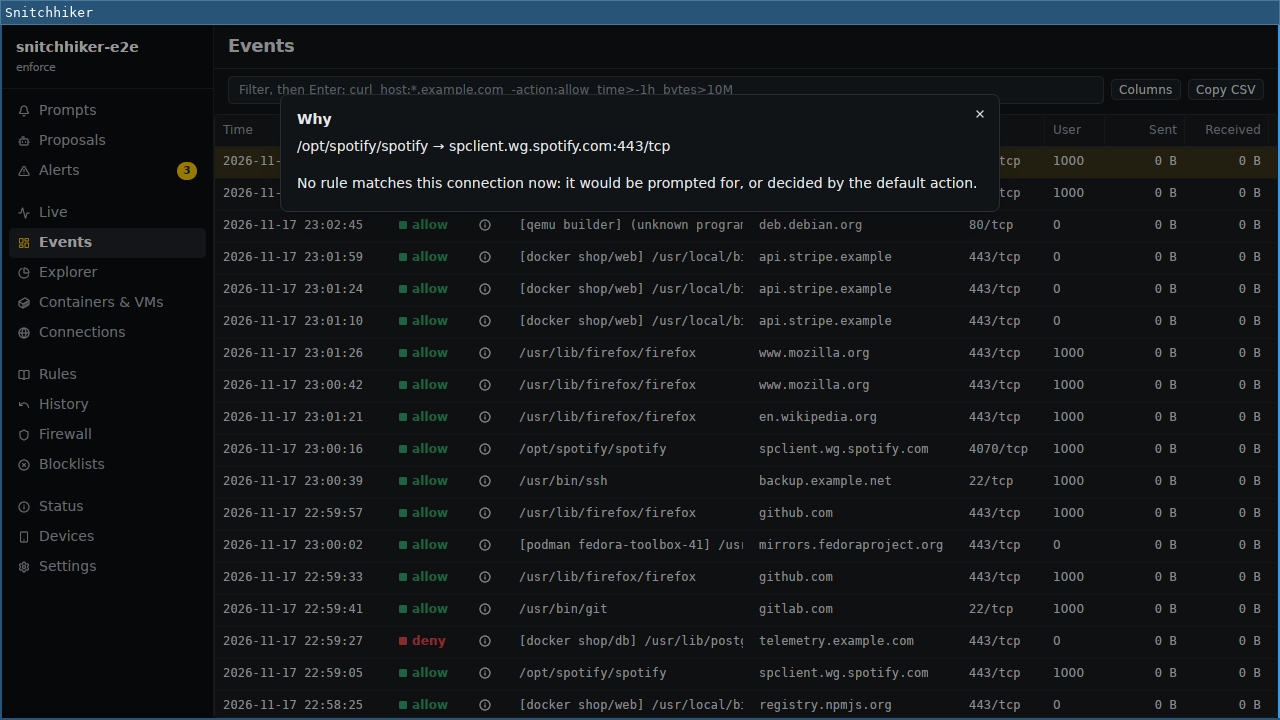 Snitchhiker
snitchhiker-e2e
enforce
Prompts
Proposals
Alerts 3
Live
Events
Explorer
Containers & VMs
Connections
Rules
History
Firewall
Blocklists
Status
Devices
Settings
Events
Filter, then Enter: curl host:*.example.com -action:allow time>-1h bytes>10M
Columns
Copy CSV
Why
×
/opt/spotify/spotify → spclient.wg.spotify.com:443/tcp
No rule matches this connection now: it would be prompted for, or decided by the default action.
Time User Sent Received
2026-11- /tcp 1000 0 B 0 B
2026-11- /tcp 1000 0 B 0 B
2026-11-17 23:02:45 allow [qemu builder] (unknown progra deb.debian.org 80/tcp 0 0 B 0 B
2026-11-17 23:01:59 allow [docker shop/web] /usr/local/b api.stripe.example 443/tcp 0 0 B 0 B
2026-11-17 23:01:24 allow [docker shop/web] /usr/local/b api.stripe.example 443/tcp 0 0 B 0 B
2026-11-17 23:01:10 allow [docker shop/web] /usr/local/b api.stripe.example 443/tcp 0 0 B 0 B
2026-11-17 23:01:26 allow /usr/lib/firefox/firefox www.mozilla.org 443/tcp 1000 0 B 0 B
2026-11-17 23:00:42 allow /usr/lib/firefox/firefox www.mozilla.org 443/tcp 1000 0 B 0 B
2026-11-17 23:01:21 allow /usr/lib/firefox/firefox en.wikipedia.org 443/tcp 1000 0 B 0 B
2026-11-17 23:00:16 allow /opt/spotify/spotify spclient.wg.spotify.com 4070/tcp 1000 0 B 0 B
2026-11-17 23:00:39 allow /usr/bin/ssh backup.example.net 22/tcp 1000 0 B 0 B
2026-11-17 22:59:57 allow /usr/lib/firefox/firefox github.com 443/tcp 1000 0 B 0 B
2026-11-17 23:00:02 allow [podman fedora-toolbox-41] /us mirrors.fedoraproject.org 443/tcp 0 0 B 0 B
2026-11-17 22:59:33 allow /usr/lib/firefox/firefox github.com 443/tcp 1000 0 B 0 B
2026-11-17 22:59:41 allow /usr/bin/git gitlab.com 22/tcp 1000 0 B 0 B
2026-11-17 22:59:27 deny [docker shop/db] /usr/lib/post telemetry.example.com 443/tcp 0 0 B 0 B
2026-11-17 22:59:05 allow /opt/spotify/spotify spclient.wg.spotify.com 443/tcp 1000 0 B 0 B
2026-11-17 22:58:25 allow [docker shop/web] /usr/local/b registry.npmjs.org 443/tcp 0 0 B 0 B